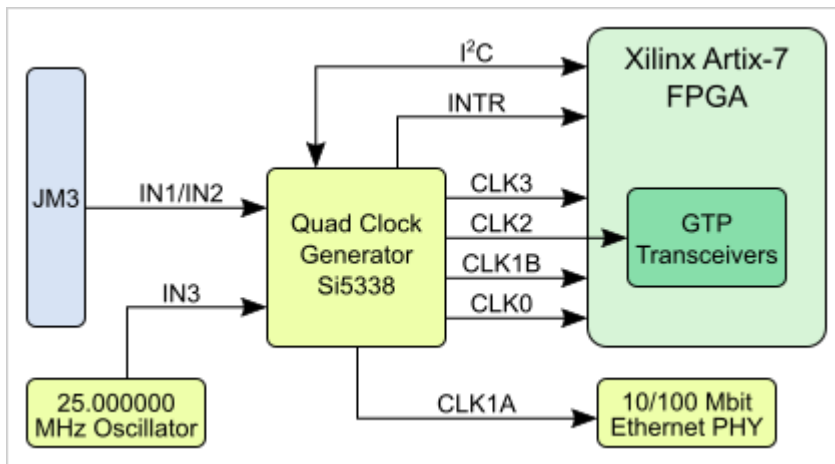 I²C
Xilinx Artix-7
FPGA
INTR
JM3
IN1/IN2
Quad Clock
Generator
Si5338
CLK3
CLK2
CLK1B
CLK0
GTP
Transceivers
IN3
25.000000
MHz Oscillator
CLK1A
10/100 Mbit
Ethernet PHY